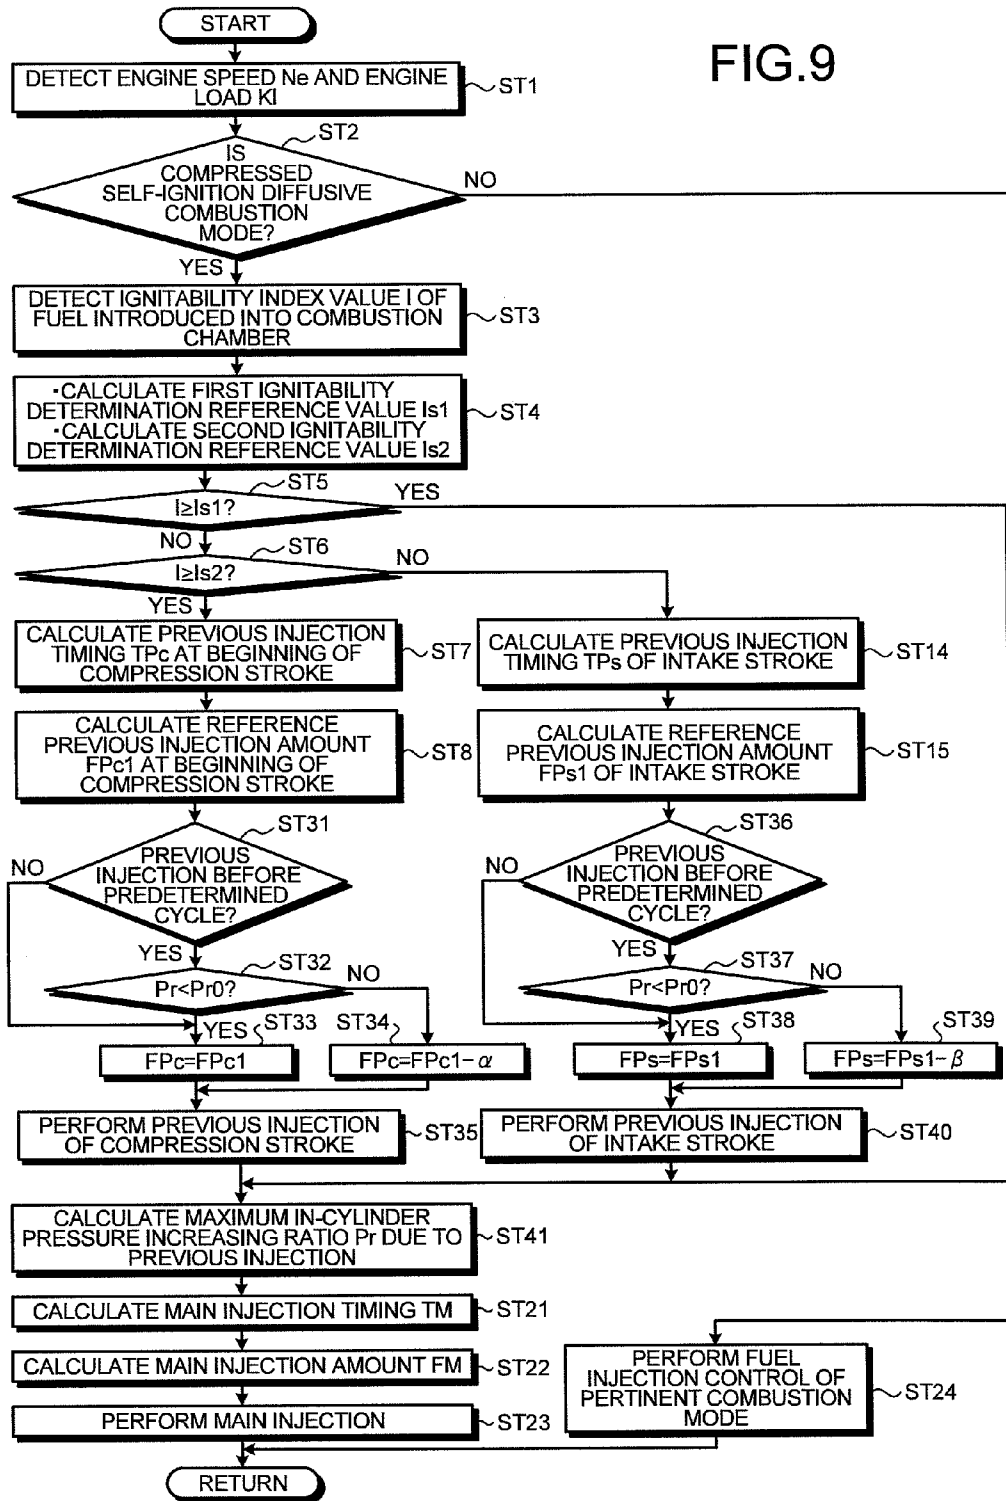 START
FIG.9
DETECT ENGINE SPEED Ne AND ENGINE
LOAD Kl
ST1
ST2
IS
COMPRESSED
SELF-IGNITION DIFFUSIVE
COMBUSTION
MODE?
NO
YES
DETECT IGNITABILITY INDEX VALUE I OF
FUEL INTRODUCED INTO COMBUSTION
CHAMBER
ST3
・CALCULATE FIRST IGNITABILITY
DETERMINATION REFERENCE VALUE Is1
・CALCULATE SECOND IGNITABILITY
DETERMINATION REFERENCE VALUE Is2
ST4
ST5
I≥Is1?
YES
NO
ST6
I≥Is2?
NO
YES
CALCULATE PREVIOUS INJECTION
TIMING TPc AT BEGINNING OF
COMPRESSION STROKE
ST7
CALCULATE PREVIOUS INJECTION
TIMING TPs OF INTAKE STROKE
ST14
CALCULATE REFERENCE
PREVIOUS INJECTION AMOUNT
FPc1 AT BEGINNING OF
COMPRESSION STROKE
ST8
CALCULATE REFERENCE
PREVIOUS INJECTION AMOUNT
FPs1 OF INTAKE STROKE
ST15
ST31
PREVIOUS
INJECTION BEFORE
PREDETERMINED
CYCLE?
NO
YES
ST36
PREVIOUS
INJECTION BEFORE
PREDETERMINED
CYCLE?
NO
YES
ST32
Pr<Pr0?
NO
YES
ST37
Pr<Pr0?
NO
YES
ST33
FPc=FPc1
ST34
FPc=FPc1-α
ST38
FPs=FPs1
ST39
FPs=FPs1-β
PERFORM PREVIOUS INJECTION
OF COMPRESSION STROKE
ST35
PERFORM PREVIOUS INJECTION
OF INTAKE STROKE
ST40
CALCULATE MAXIMUM IN-CYLINDER
PRESSURE INCREASING RATIO Pr DUE TO
PREVIOUS INJECTION
ST41
CALCULATE MAIN INJECTION TIMING TM
ST21
CALCULATE MAIN INJECTION AMOUNT FM
ST22
PERFORM MAIN INJECTION
ST23
PERFORM FUEL
INJECTION CONTROL OF
PERTINENT COMBUSTION
MODE
ST24
RETURN